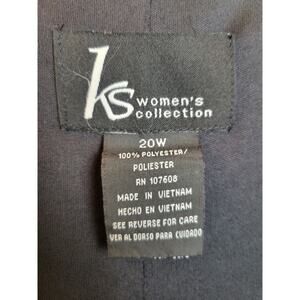 ks women's
collection
20W
100% POLYESTER/
POLIESTER
RN 107608
MADE IN VIETNAM
HECHO EN VIETNAM
SEE REVERSE FOR CARE
VER AL DORSO PARA CUIDADO